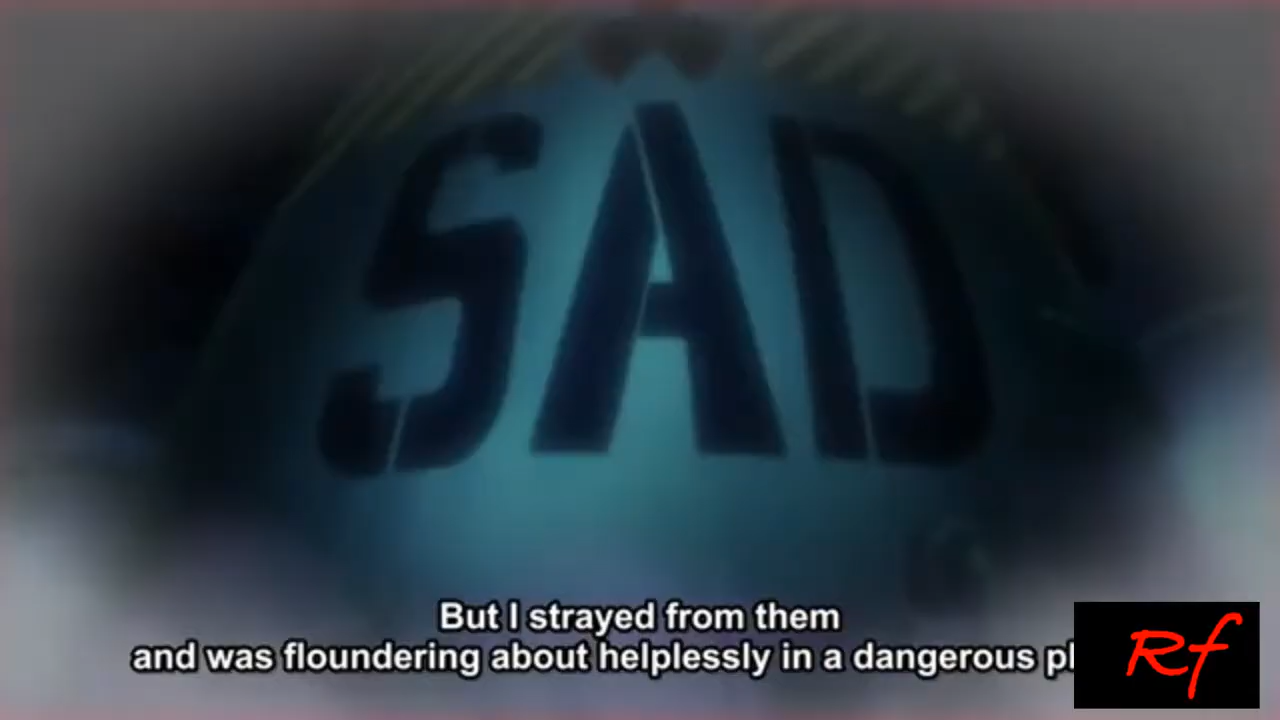 SAD
But I strayed from them
and was floundering about helplessly in a dangerous
Rf